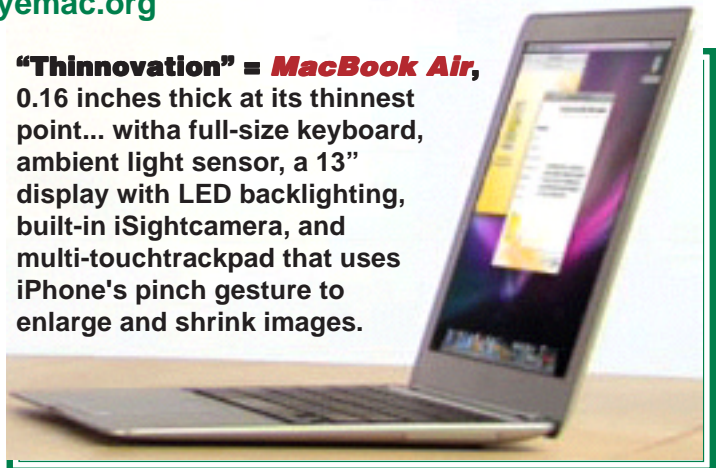 yemac.org
“Thinnovation” = MacBook Air,
0.16 inches thick at its thinnest
point... witha full-size keyboard,
ambient light sensor, a 13”
display with LED backlighting,
built-in iSightcamera, and
multi-touchtrackpad that uses
iPhone's pinch gesture to
enlarge and shrink images.